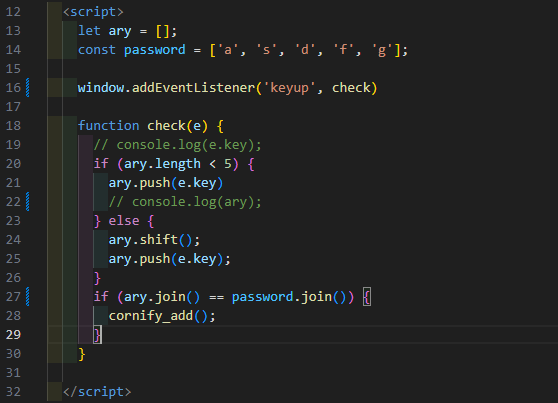 12 <script>
13 let ary = [];
14 const password = ['a', 's', 'd', 'f', 'g'];
15
16 window.addEventListener('keyup', check)
17
18 function check(e) {
19 // console.log(e.key);
20 if (ary.length < 5) {
21 ary.push(e.key)
22 // console.log(ary);
23 } else {
24 ary.shift();
25 ary.push(e.key);
26 }
27 if (ary.join() == password.join()) {
28 cornify_add();
29 }
30 }
31
32 </script>